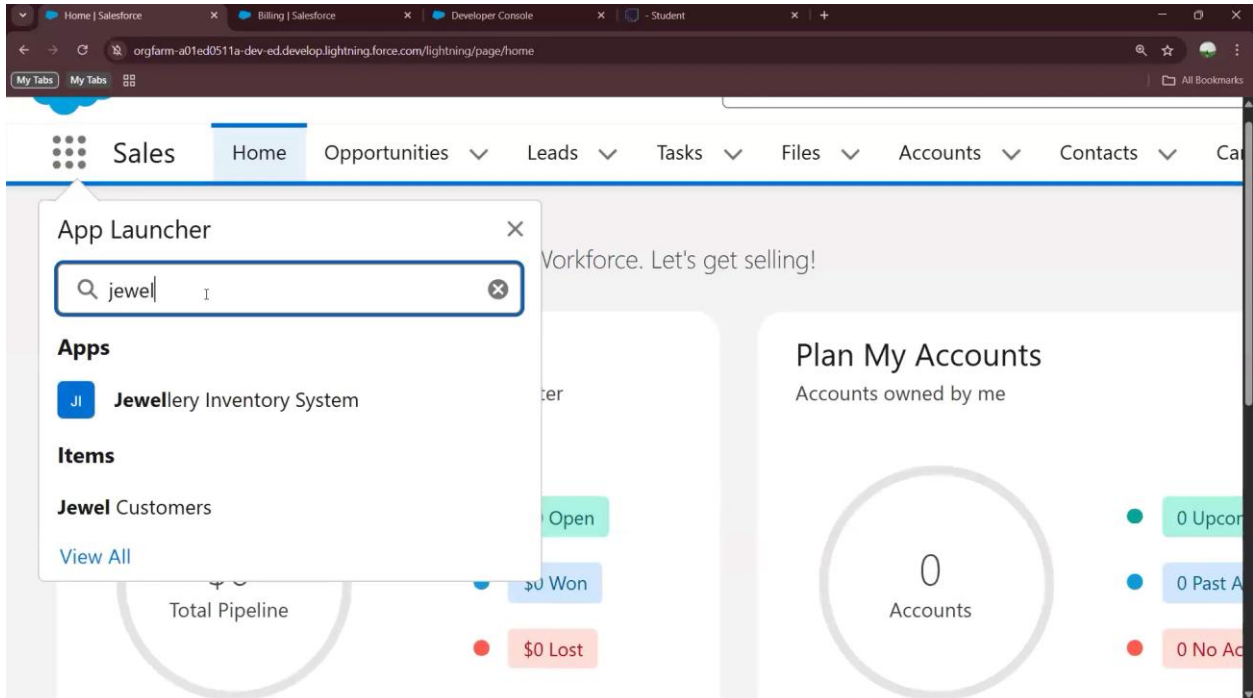 Home | Salesforce
Billing | Salesforce
Developer Console
- Student
orgfarm-a01ed0511a-dev-ed.develop.lightning.force.com/lightning/page/home
My Tabs
My Tabs
All Bookmarks
Sales
Home
Opportunities
Leads
Tasks
Files
Accounts
Contacts
App Launcher
Workforce. Let's get selling!
jewel
Apps
JI
Jewellery Inventory System
Items
Jewel Customers
View All
Plan My Accounts
Accounts owned by me
Open
$0 Won
$0 Lost
Total Pipeline
0
Accounts
0 Upcom
0 Past A
0 No Ac